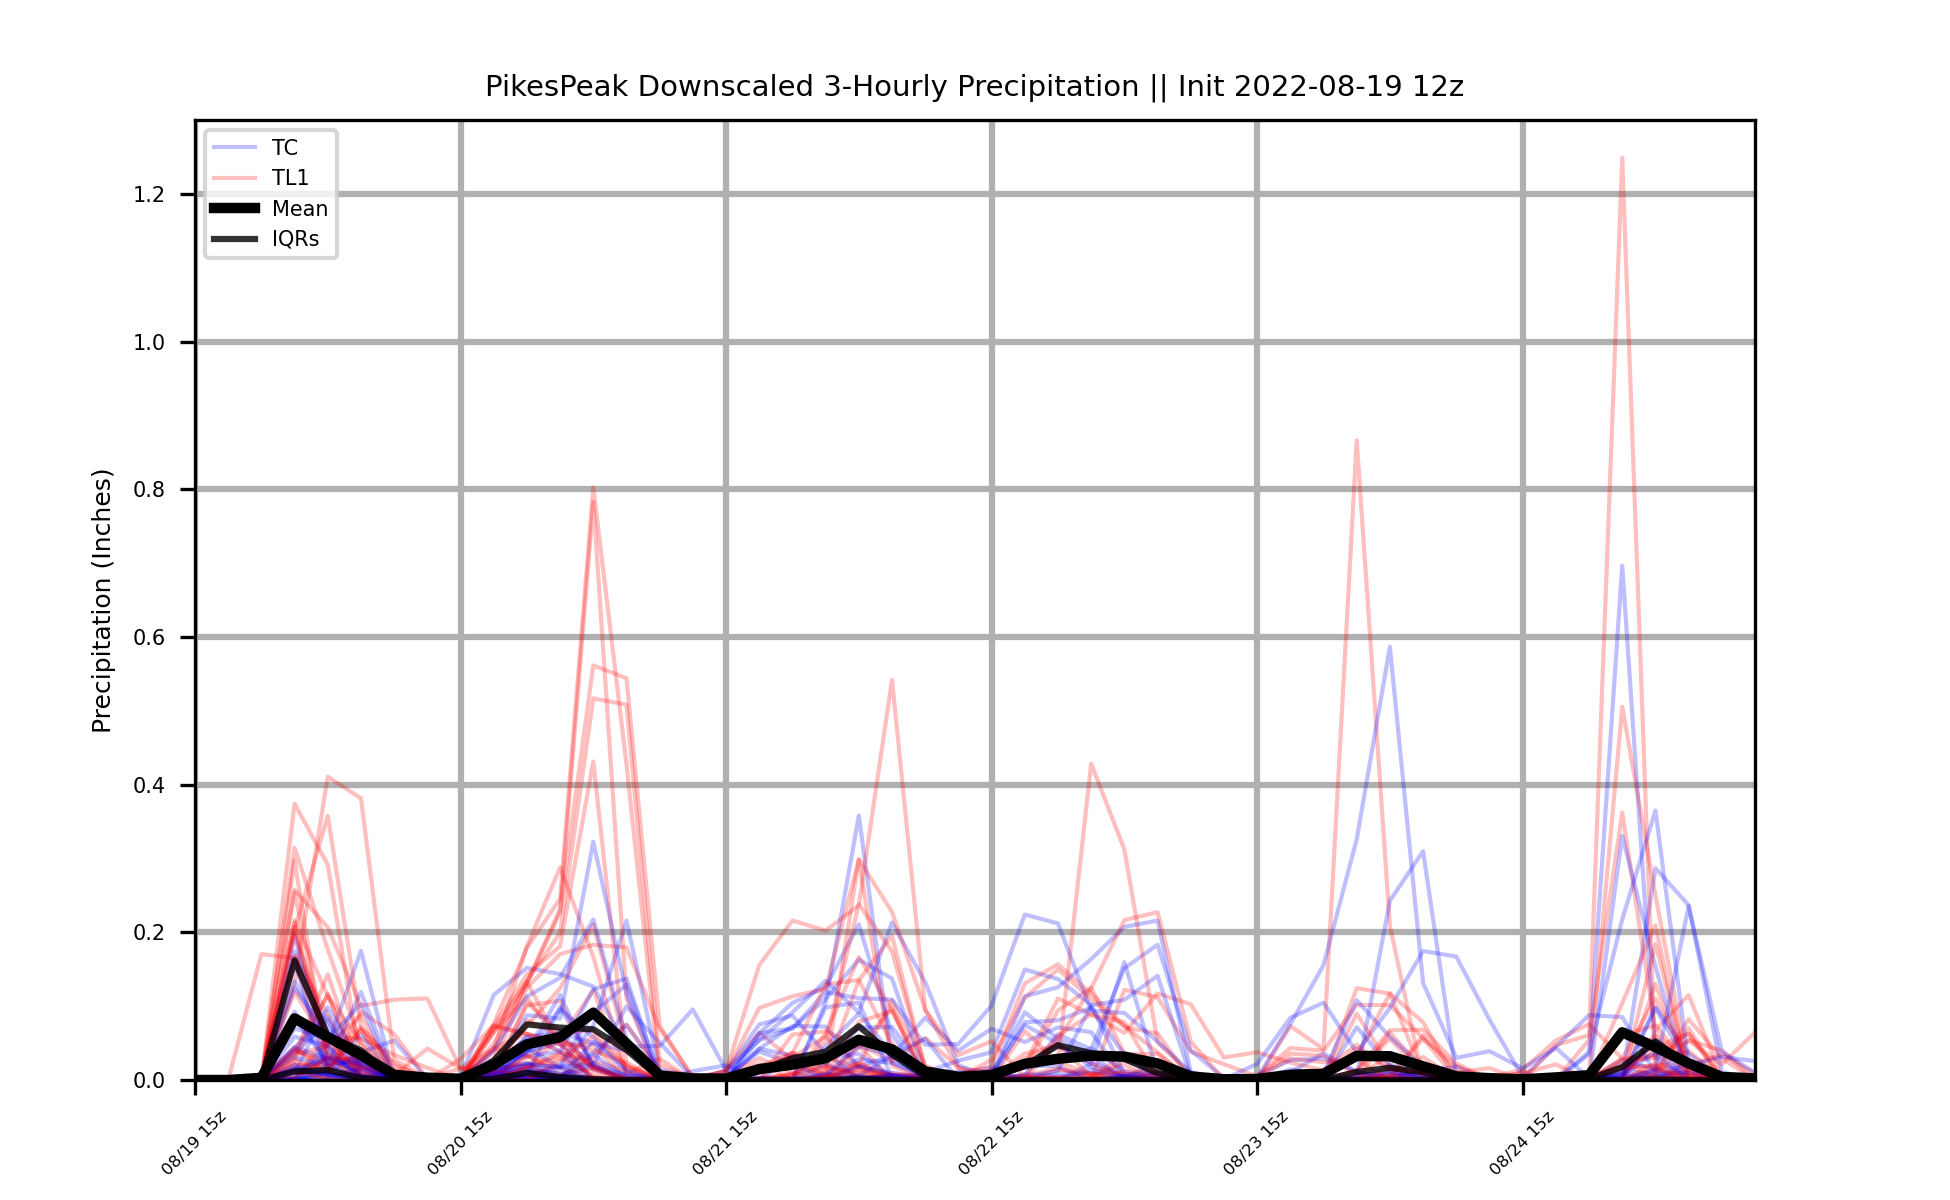 PikesPeak Downscaled 3-Hourly Precipitation || Init 2022-08-19 12z
TC
TL1
Mean
IQRs
Precipitation (Inches)
1.2
1.0
0.8
0.6
0.4
0.2
0.0
08/19 15z
08/20 15z
08/21 15z
08/22 15z
08/23 15z
08/24 15z